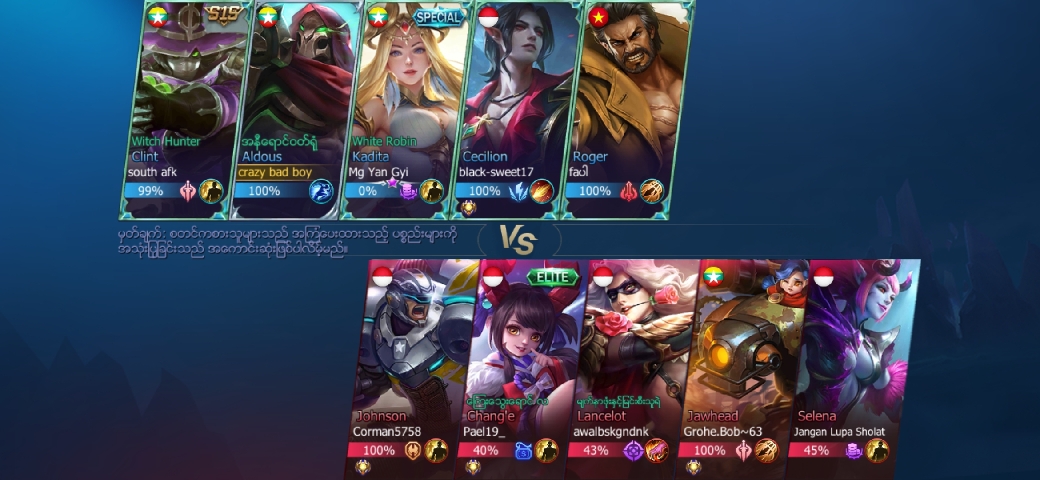 S15
SPECIAL
Witch Hunter
Clint
south afk
99%
အနီရောင်ဝတ်ရုံ
Aldous
crazy bad boy
100%
White Robin
Kadita
Mg Yan Gyi
0%
Cecilion
black-sweet17
100%
Roger
100%
မှတ်ချက်: စတင်ကစားသူများသည် အကြံပေးထားသည့် ပစ္စည်းများကို
အသုံးပြုခြင်းသည် အကောင်းဆုံးဖြစ်ပါလိမ့်မည်။
VS
ELITE
Johnson
Corman5758
100%
Chang'e
Pael19_
40%
Lancelot
awalbskgndnk
43%
Jawhead
Grohe.Bob~63
100%
Selena
Jangan Lupa Sholat
45%